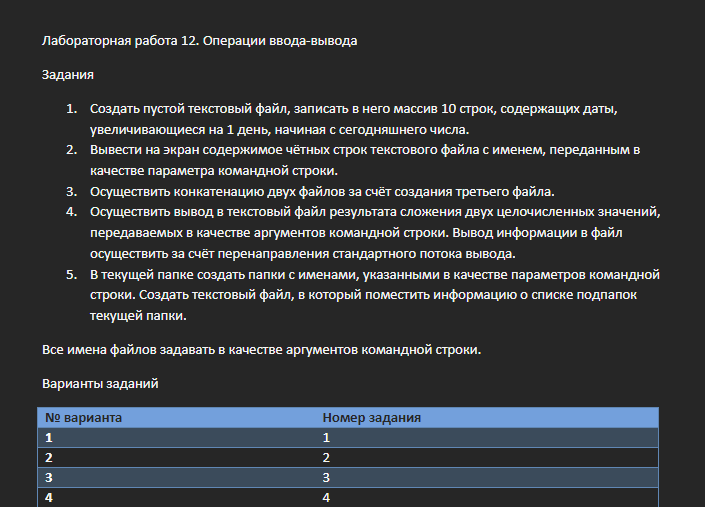 Лабораторная работа 12. Операции ввода-вывода
Задания
1. Создать пустой текстовый файл, записать в него массив 10 строк, содержащих даты,
увеличивающиеся на 1 день, начиная с сегодняшнего числа.
2. Вывести на экран содержимое чётных строк текстового файла с именем, переданным в
качестве параметра командной строки.
3. Осуществить конкатенацию двух файлов за счёт создания третьего файла.
4. Осуществить вывод в текстовый файл результата сложения двух целочисленных значений,
передаваемых в качестве аргументов командной строки. Вывод информации в файл
осуществить за счёт перенаправления стандартного потока вывода.
5. В текущей папке создать папки с именами, указанными в качестве параметров командной
строки. Создать текстовый файл, в который поместить информацию о списке подпапок
текущей папки.
Все имена файлов задавать в качестве аргументов командной строки.
Варианты заданий
№ варианта Номер задания
1 1
2 2
3 3
4 4